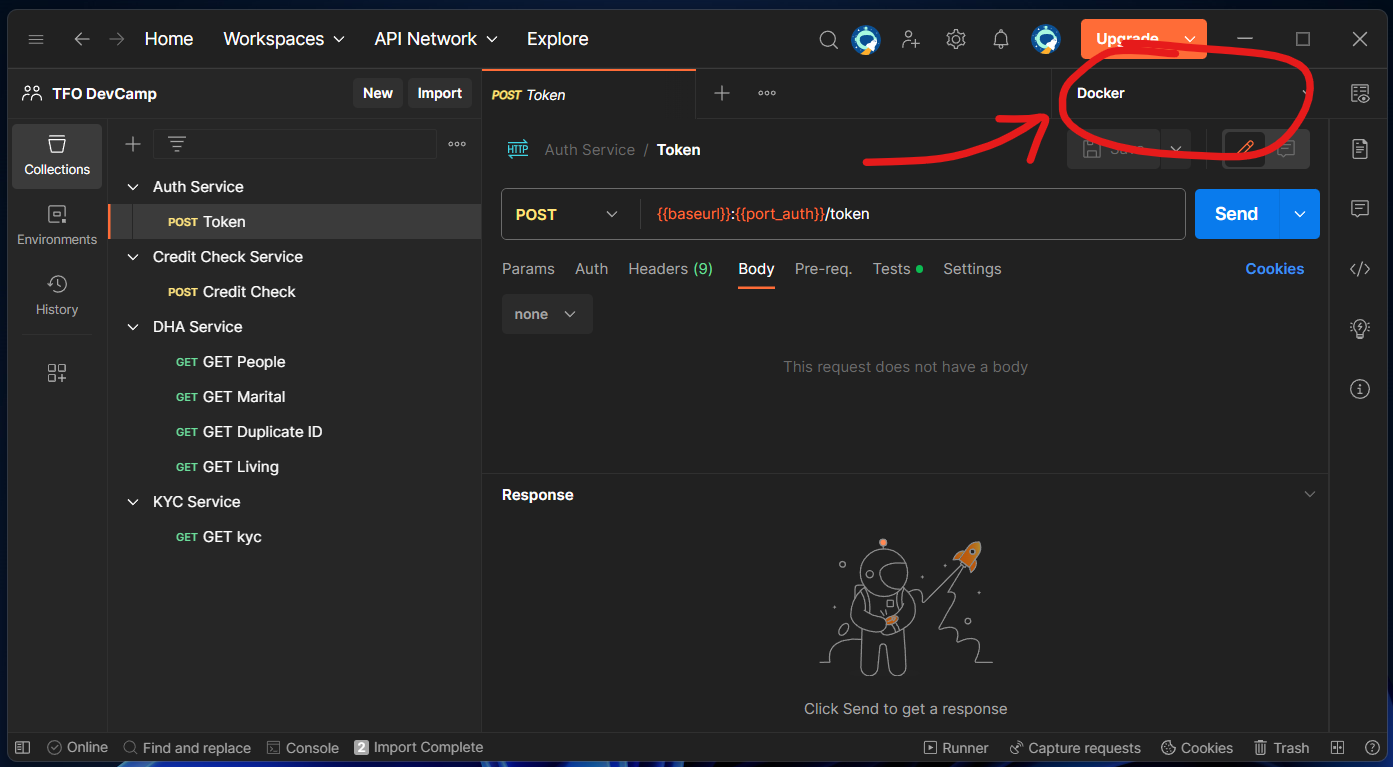 Home Workspaces API Network Explore Upgrade
TFO DevCamp New Import POST Token Docker
Collections
HTTP Auth Service / Token Save
Auth Service
POST Token
POST {{baseurl}}:{{port_auth}}/token Send
Environments
Credit Check Service
Params Auth Headers (9) Body Pre-req. Tests Settings Cookies
POST Credit Check
History
none
DHA Service
GET GET People
This request does not have a body
GET GET Marital
GET GET Duplicate ID
GET GET Living
KYC Service
Response
GET GET kyc
Click Send to get a response
Online Find and replace Console 2 Import Complete Runner Capture requests Cookies Trash